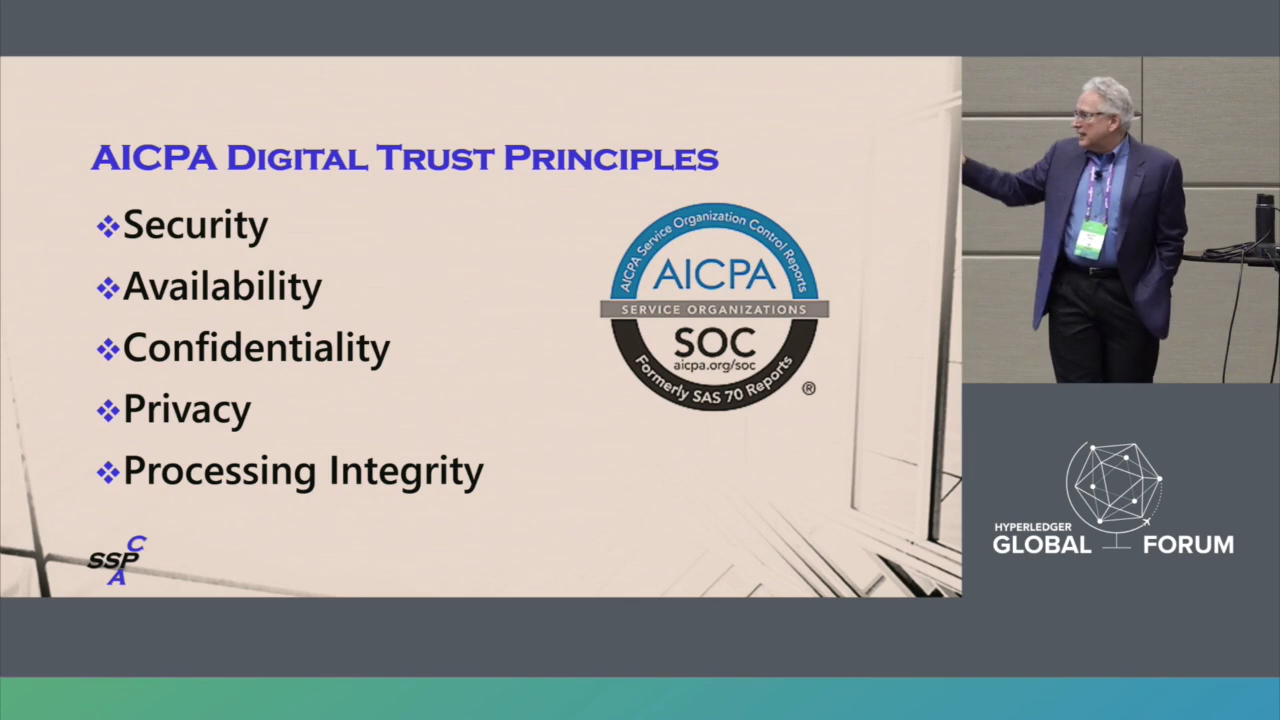 AICPA Digital Trust Principles
Security
Availability
Confidentiality
Privacy
Processing Integrity
AICPA Service Organization Control Reports
AICPA
SERVICE ORGANIZATIONS
SOC
aicpa.org/soc
Formerly SAS 70 Reports
®
SSPCA
HYPERLEDGER
GLOBAL FORUM